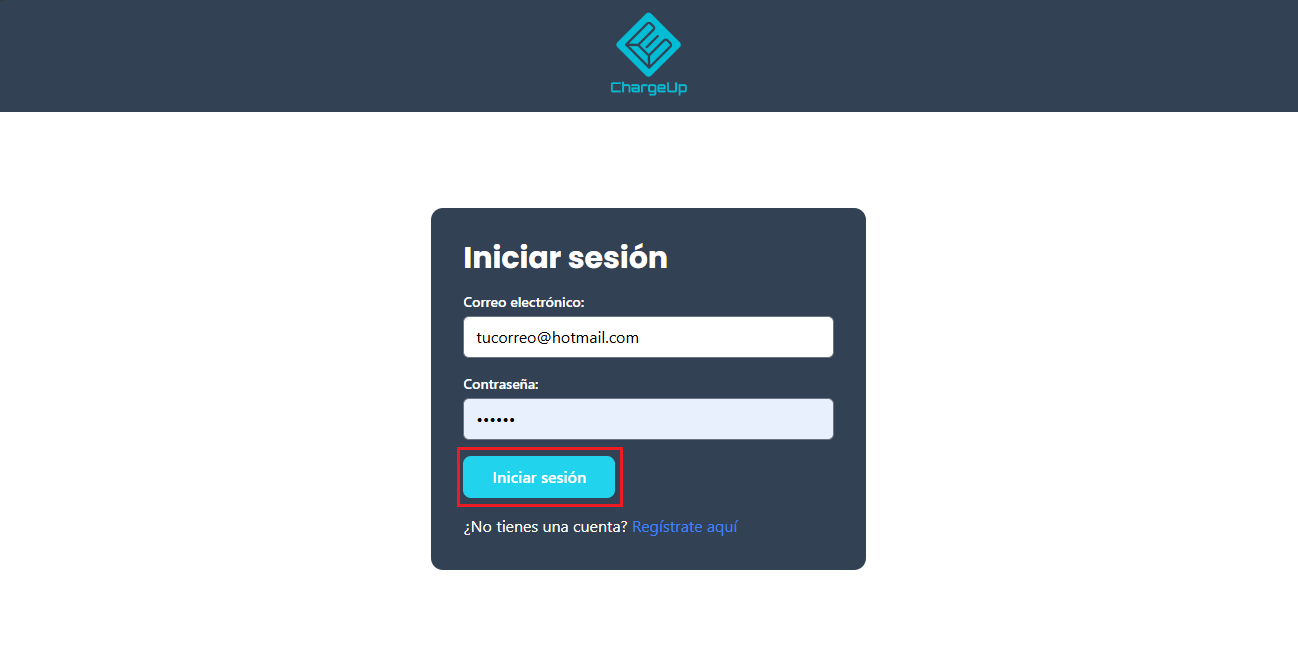 ChargeUp
Iniciar sesión
Correo electrónico:
tucorreo@hotmail.com
Contraseña:
••••••
Iniciar sesión
¿No tienes una cuenta? Regístrate aquí